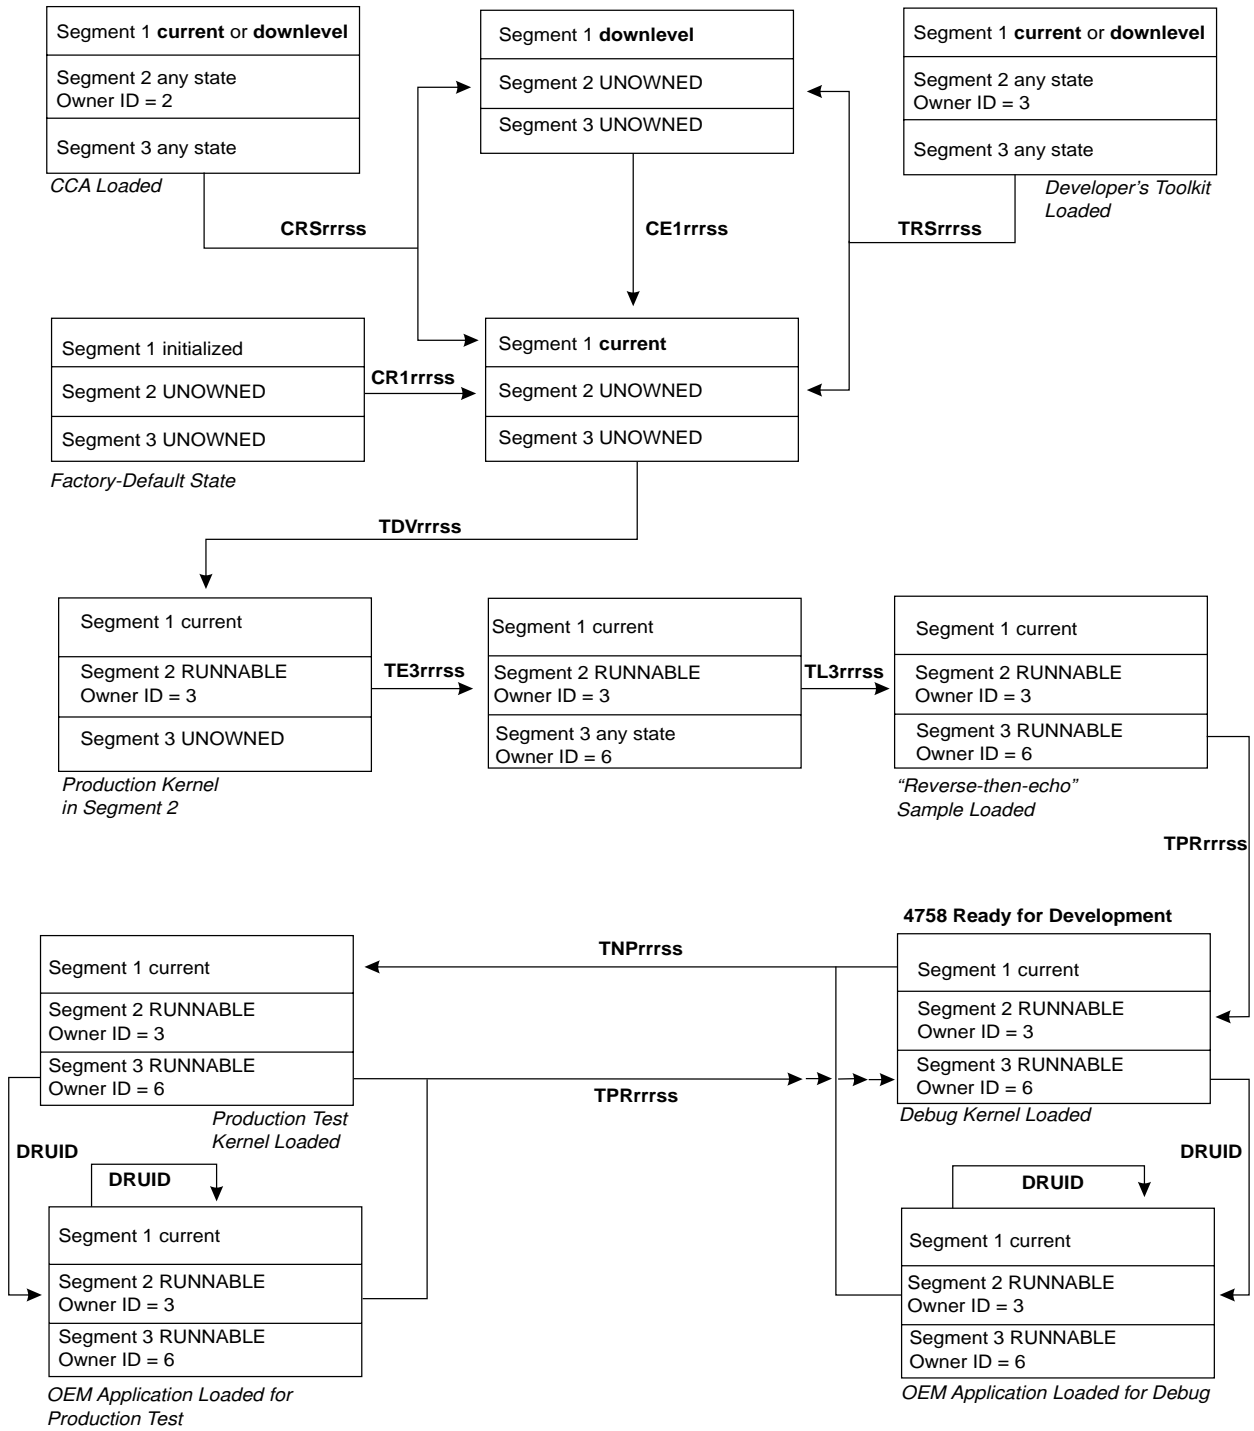 Segment 1 current or downlevel
Segment 2 any state
Owner ID = 2
Segment 3 any state
CCA Loaded
Segment 1 downlevel
Segment 2 UNOWNED
Segment 3 UNOWNED
Segment 1 current or downlevel
Segment 2 any state
Owner ID = 3
Segment 3 any state
Developer's Toolkit
Loaded
CRSrrrss
CE1rrrss
TRSrrrss
Segment 1 initialized
Segment 2 UNOWNED
Segment 3 UNOWNED
Factory-Default State
CR1rrrss
Segment 1 current
Segment 2 UNOWNED
Segment 3 UNOWNED
TDVrrrss
Segment 1 current
Segment 2 RUNNABLE
Owner ID = 3
Segment 3 UNOWNED
Production Kernel
in Segment 2
TE3rrrss
Segment 1 current
Segment 2 RUNNABLE
Owner ID = 3
Segment 3 any state
Owner ID = 6
TL3rrrss
Segment 1 current
Segment 2 RUNNABLE
Owner ID = 3
Segment 3 RUNNABLE
Owner ID = 6
“Reverse-then-echo”
Sample Loaded
TPRrrrss
4758 Ready for Development
Segment 1 current
Segment 2 RUNNABLE
Owner ID = 3
Segment 3 RUNNABLE
Owner ID = 6
Production Test
Kernel Loaded
TNPrrrss
TPRrrrss
Segment 1 current
Segment 2 RUNNABLE
Owner ID = 3
Segment 3 RUNNABLE
Owner ID = 6
Debug Kernel Loaded
DRUID
DRUID
DRUID
DRUID
Segment 1 current
Segment 2 RUNNABLE
Owner ID = 3
Segment 3 RUNNABLE
Owner ID = 6
OEM Application Loaded for
Production Test
Segment 1 current
Segment 2 RUNNABLE
Owner ID = 3
Segment 3 RUNNABLE
Owner ID = 6
OEM Application Loaded for Debug